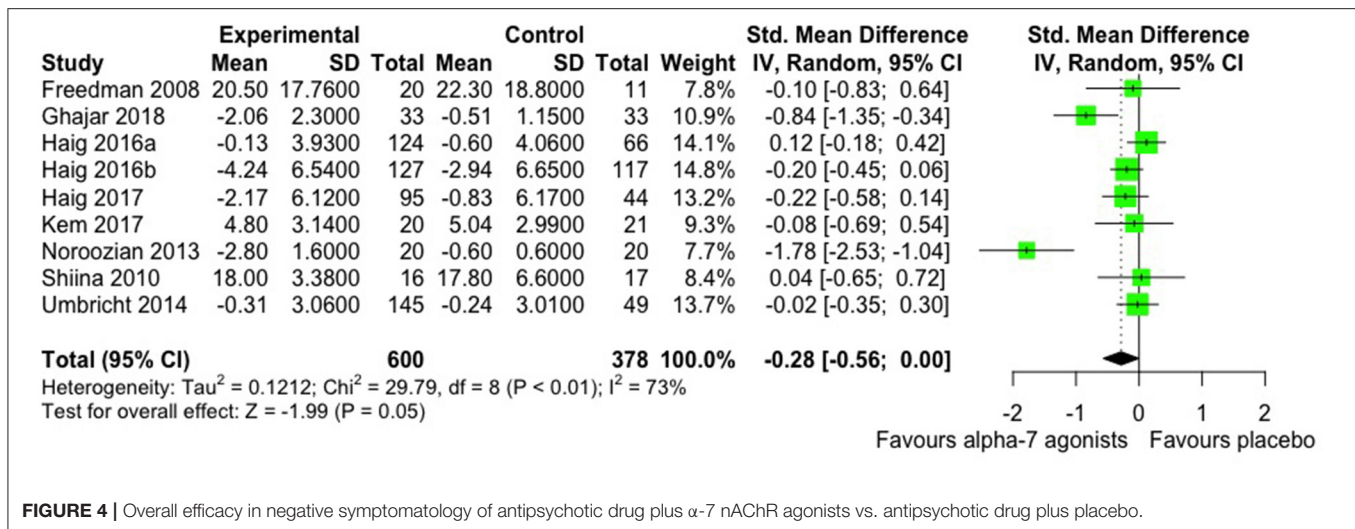 Experimental Control Std. Mean Difference Std. Mean Difference
Study Mean SD Total Mean SD Total Weight IV, Random, 95% CI IV, Random, 95% CI
Freedman 2008 20.50 17.7600 20 22.30 18.8000 11 7.8% -0.10 [-0.83; 0.64]
Ghajar 2018 -2.06 2.3000 33 -0.51 1.1500 33 10.9% -0.84 [-1.35; -0.34]
Haig 2016a -0.13 3.9300 124 -0.60 4.0600 66 14.1% 0.12 [-0.18; 0.42]
Haig 2016b -4.24 6.5400 127 -2.94 6.6500 117 14.8% -0.20 [-0.45; 0.06]
Haig 2017 -2.17 6.1200 95 -0.83 6.1700 44 13.2% -0.22 [-0.58; 0.14]
Kem 2017 4.80 3.1400 20 5.04 2.9900 21 9.3% -0.08 [-0.69; 0.54]
Noroozian 2013 -2.80 1.6000 20 -0.60 0.6000 20 7.7% -1.78 [-2.53; -1.04]
Shiina 2010 18.00 3.3800 16 17.80 6.6000 17 8.4% 0.04 [-0.65; 0.72]
Umbricht 2014 -0.31 3.0600 145 -0.24 3.0100 49 13.7% -0.02 [-0.35; 0.30]
Total (95% CI) 600 378 100.0% -0.28 [-0.56; 0.00]
Heterogeneity: Tau² = 0.1212; Chi² = 29.79, df = 8 (P < 0.01); I² = 73%
Test for overall effect: Z = -1.99 (P = 0.05)
-2 -1 0 1 2
Favours alpha-7 agonists Favours placebo
FIGURE 4 | Overall efficacy in negative symptomatology of antipsychotic drug plus α-7 nAChR agonists vs. antipsychotic drug plus placebo.